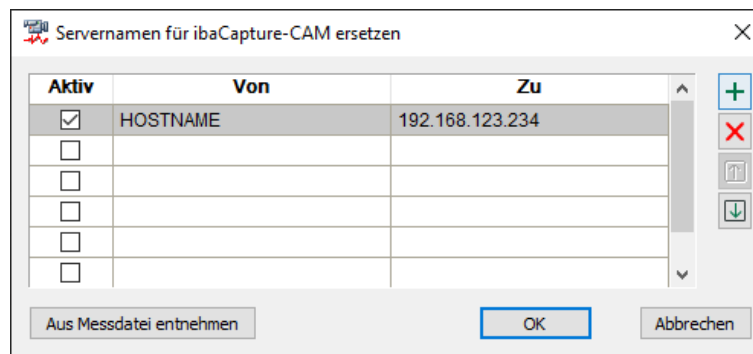 Servernamen für ibaCapture-CAM ersetzen
Aktiv Von Zu
HOSTNAME 192.168.123.234
Aus Messdatei entnehmen OK Abbrechen